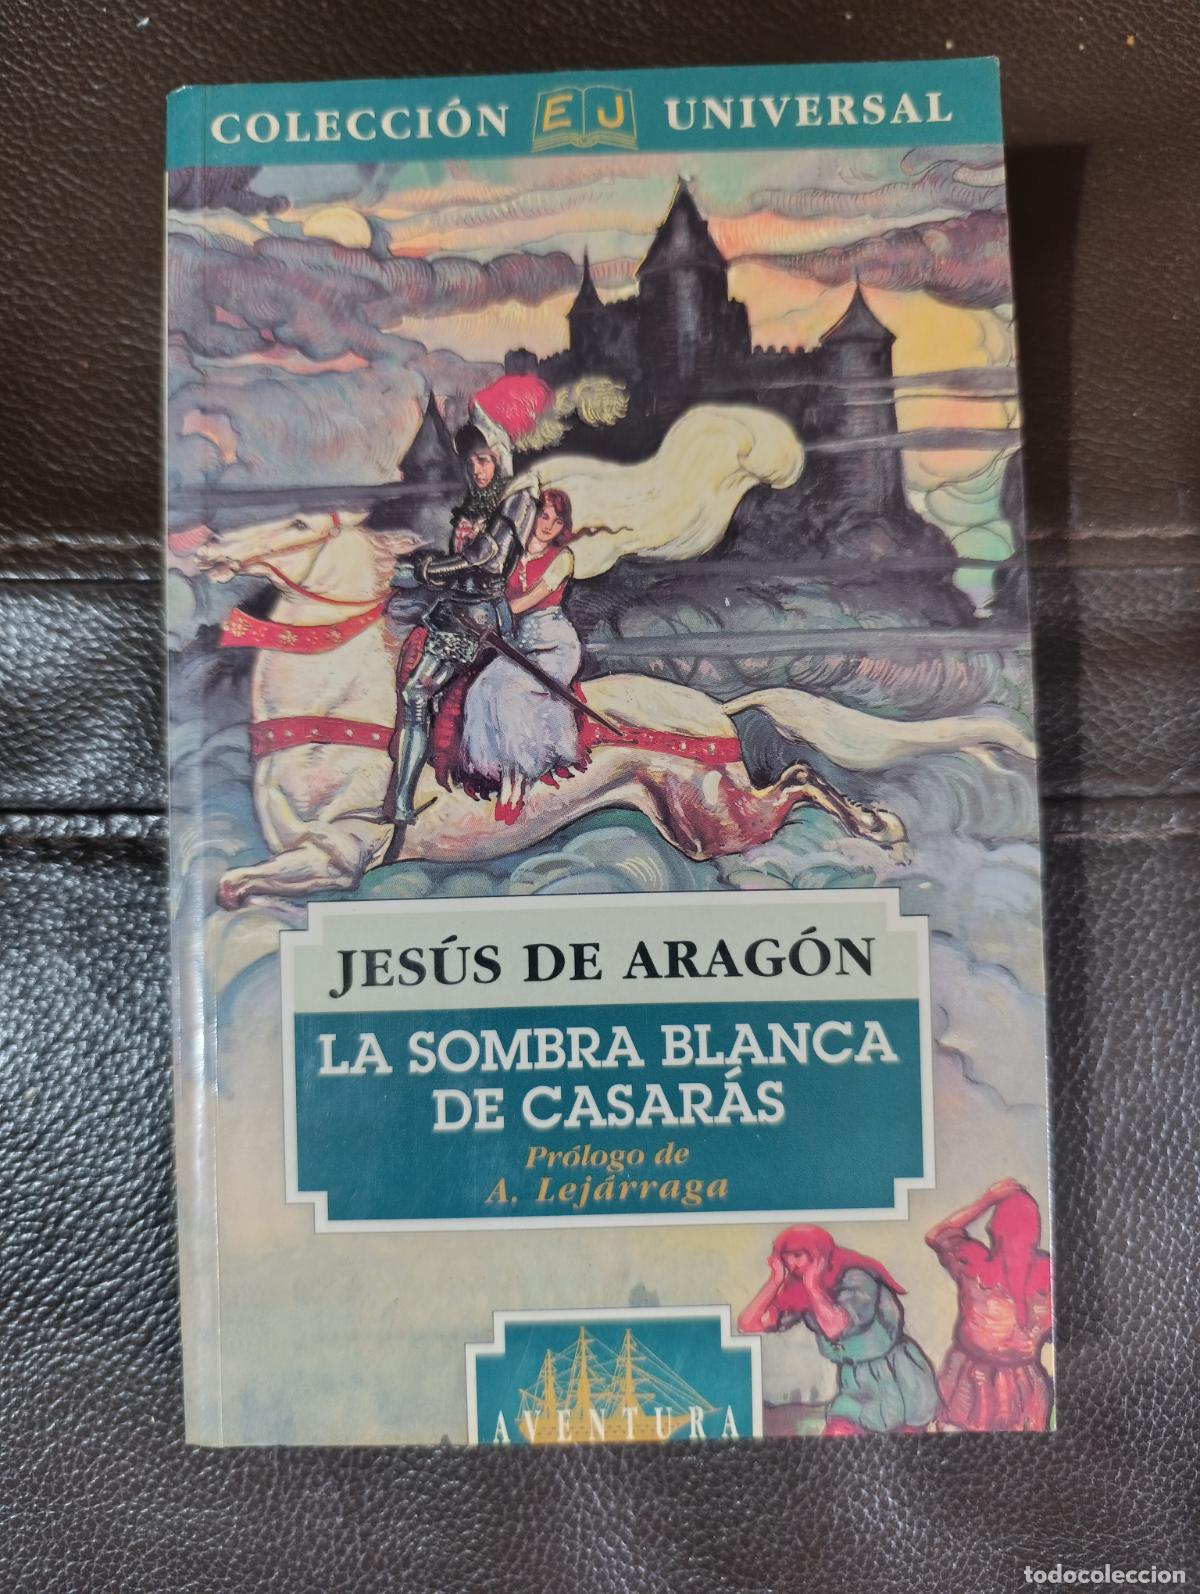 COLECCIÓN EJ UNIVERSAL
JESÚS DE ARAGÓN
LA SOMBRA BLANCA
DE CASARÁS
Prólogo de
A. Lejárraga
AVENTURA
todocoleccion